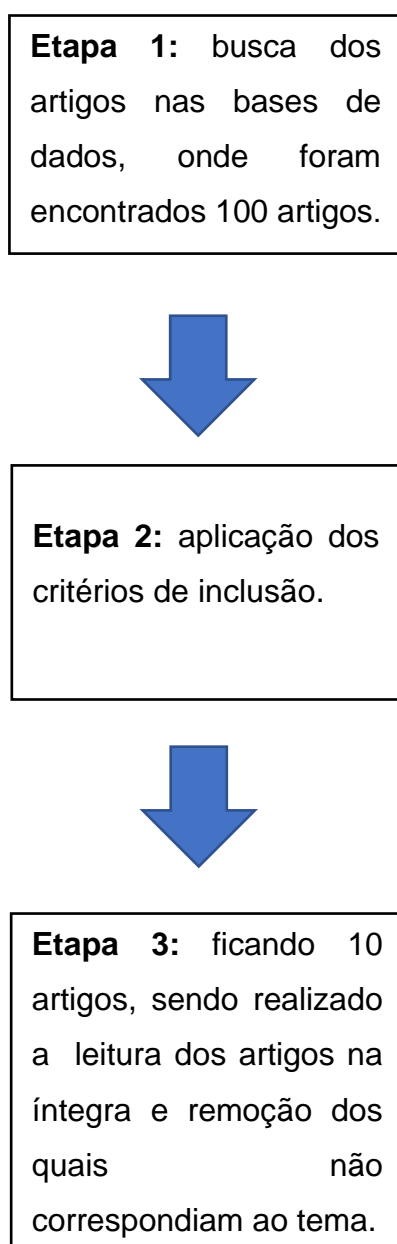 Etapa 1: busca dos
artigos nas bases de
dados, onde foram
encontrados 100 artigos.
Etapa 2: aplicação dos
critérios de inclusão.
Etapa 3: ficando 10
artigos, sendo realizado
a leitura dos artigos na
íntegra e remoção dos
quais não
correspondiam ao tema.